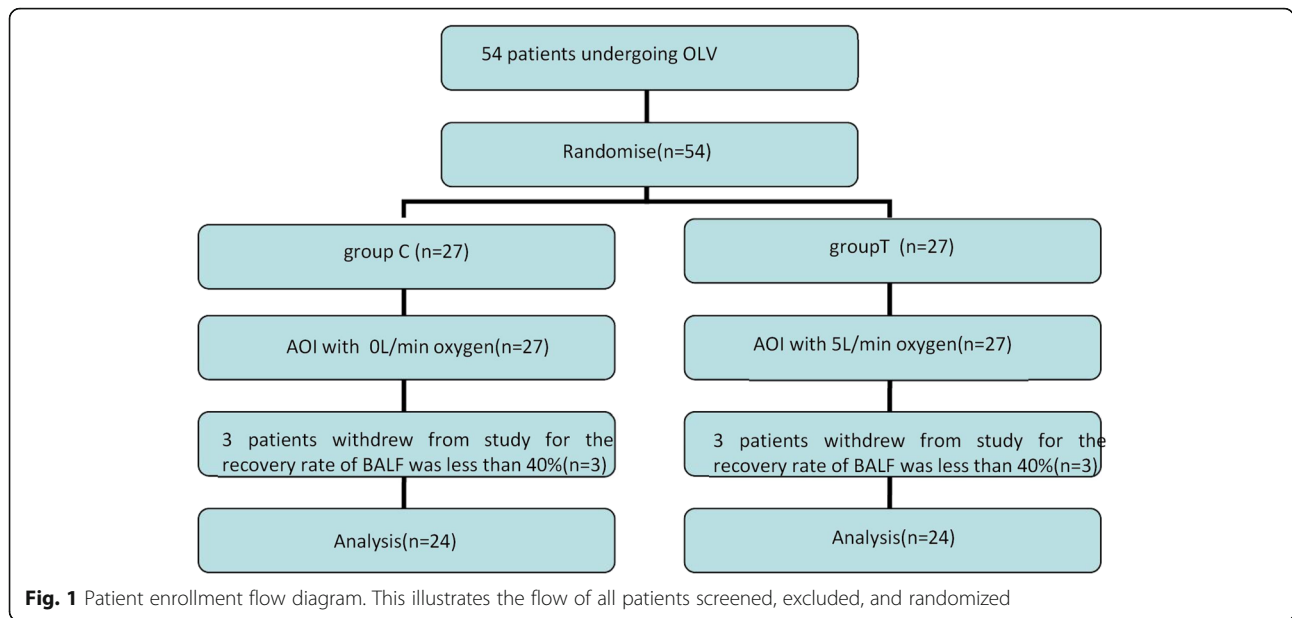 54 patients undergoing OLV
Randomise(n=54)
group C (n=27)
groupT (n=27)
AOI with 0L/min oxygen(n=27)
AOI with 5L/min oxygen(n=27)
3 patients withdrew from study for the
recovery rate of BALF was less than 40%(n=3)
3 patients withdrew from study for the
recovery rate of BALF was less than 40%(n=3)
Analysis(n=24)
Analysis(n=24)
Fig. 1 Patient enrollment flow diagram. This illustrates the flow of all patients screened, excluded, and randomized